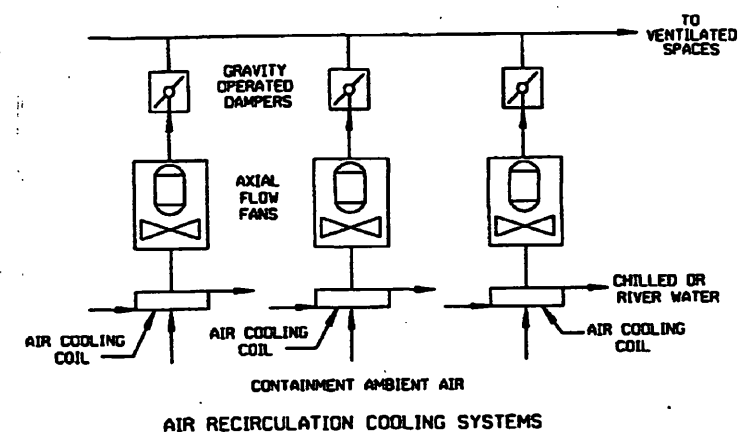 TO
VENTILATED
SPACES
GRAVITY
OPERATED
DAMPERS
AXIAL
FLOW
FANS
CHILLED OR
RIVER WATER
AIR COOLING
COIL
AIR COOLING
COIL
AIR COOLING
COIL
CONTAINMENT AMBIENT AIR
AIR RECIRCULATION COOLING SYSTEMS